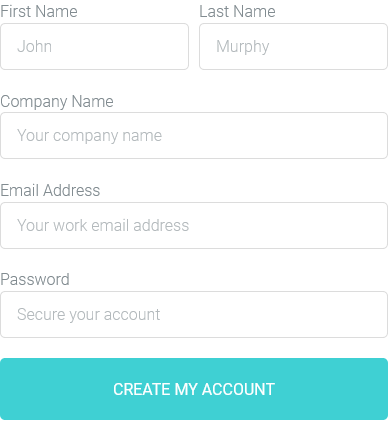 First Name Last Name
John Murphy
Company Name
Your company name
Email Address
Your work email address
Password
Secure your account
CREATE MY ACCOUNT